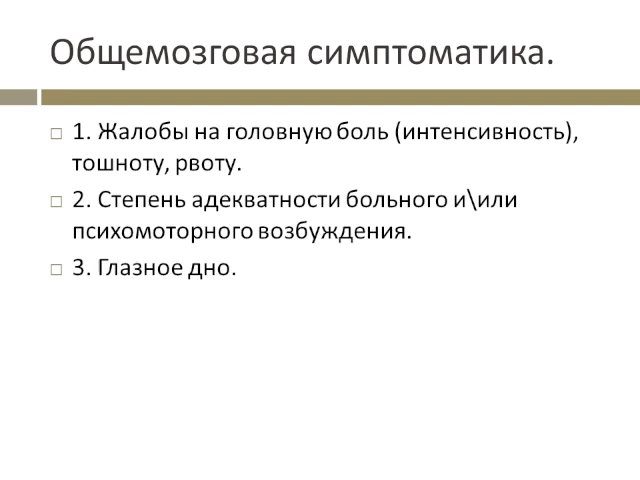 Общемозговая симптоматика.
1. Жалобы на головную боль (интенсивность),
тошноту, рвоту.
2. Степень адекватности больного и\или
психомоторного возбуждения.
3. Глазное дно.